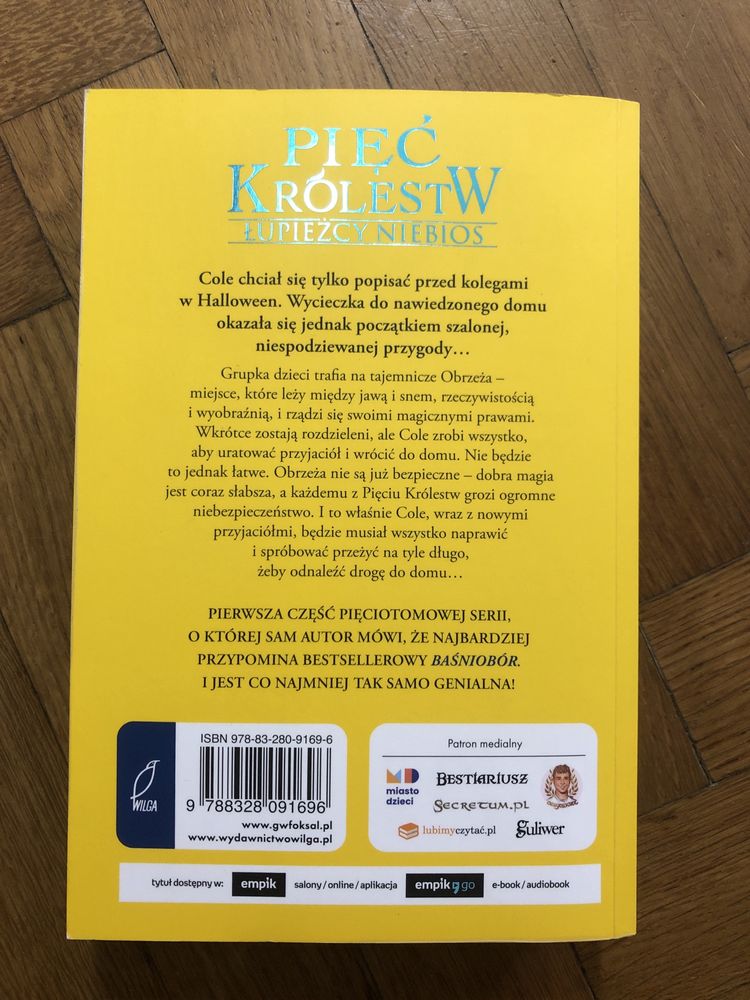 PIĘĆ
KRÓLESTW
ŁUPIEŻCY NIEBIOS
Cole chciał się tylko popisać przed kolegami
w Halloween. Wycieczka do nawiedzonego domu
okazała się jednak początkiem szalonej,
niespodziewanej przygody…
Grupka dzieci trafia na tajemnicze Obrzeża –
miejsce, które leży między jawą i snem, rzeczywistością
i wyobraźnią, i rządzi się swoimi magicznymi prawami.
Wkrótce zostają rozdzieleni, ale Cole zrobi wszystko,
aby uratować przyjaciół i wrócić do domu. Nie będzie
to jednak łatwe. Obrzeża nie są już bezpieczne – dobra magia
jest coraz słabsza, a każdemu z Pięciu Królestw grozi ogromne
niebezpieczeństwo. I to właśnie Cole, wraz z nowymi
przyjaciółmi, będzie musiał wszystko naprawić
i spróbować przeżyć na tyle długo,
żeby odnaleźć drogę do domu…
PIERWSZA CZĘŚĆ PIĘCIOTOMOWEJ SERII,
O KTÓREJ SAM AUTOR MÓWI, ŻE NAJBARDZIEJ
PRZYPOMINA BESTSELLEROWY BAŚNIOBÓR.
I JEST CO NAJMNIEJ TAK SAMO GENIALNA!
WILGA
ISBN 978-83-280-9169-6
9 788328 091696
www.gwfoksal.pl
www.wydawnictwowilga.pl
Patron medialny
MD
miasto
dzieci
BESTIARIUSZ
SECRETUM.PL
lubimyczytać.pl
Guliwer
tytuł dostępny w: empik salony / online / aplikacja empik go e-book / audiobook